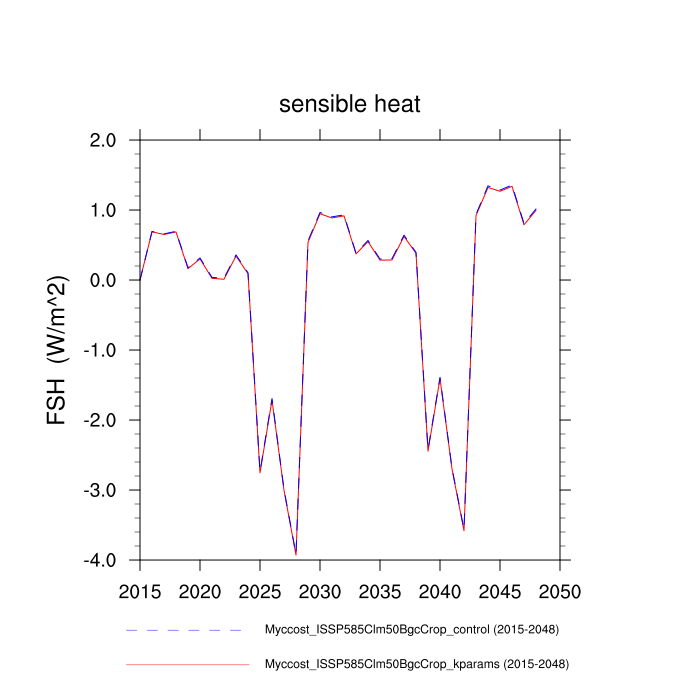 sensible heat
FSH (W/m^2)
2.0
1.0
0.0
-1.0
-2.0
-3.0
-4.0
2015 2020 2025 2030 2035 2040 2045 2050
Myccost_ISSP585Clm50BgcCrop_control (2015-2048)
Myccost_ISSP585Clm50BgcCrop_kparams (2015-2048)